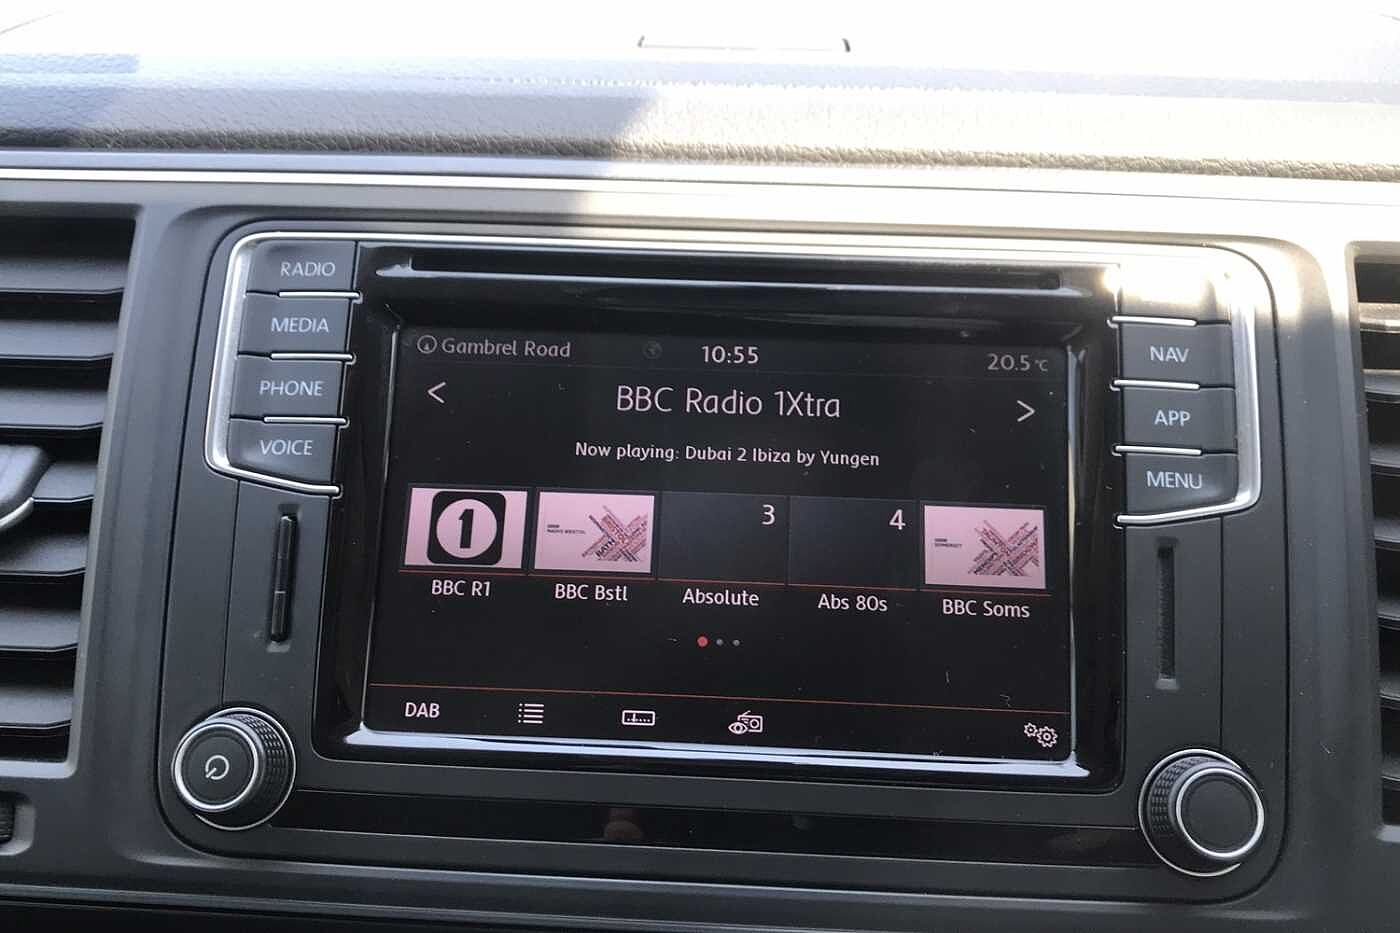 RADIO
MEDIA
PHONE
VOICE
NAV
APP
MENU
Gambrel Road
10:55
20.5 °C
< BBC Radio 1Xtra >
Now playing: Dubai 2 Ibiza by Yungen
1
3
4
BBC R1
BBC Bstl
Absolute
Abs 80s
BBC Soms
DAB